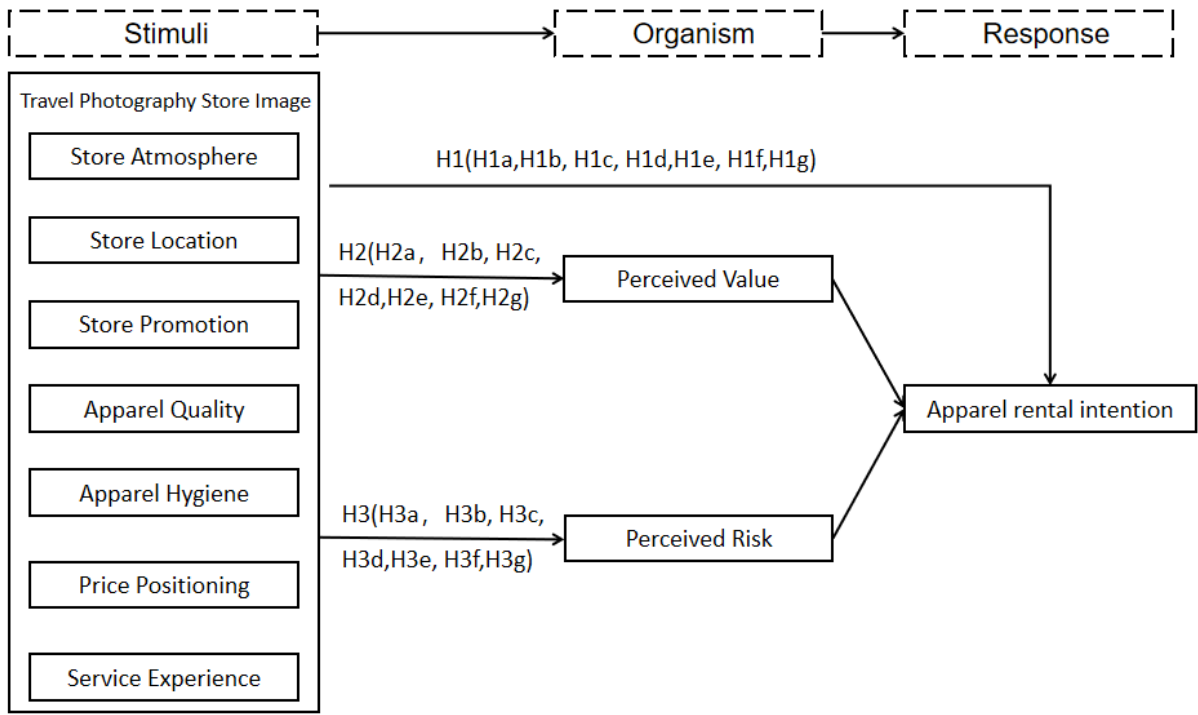 Stimuli
Organism
Response
Travel Photography Store Image
Store Atmosphere
Store Location
Store Promotion
Apparel Quality
Apparel Hygiene
Price Positioning
Service Experience
H1(H1a,H1b, H1c, H1d,H1e, H1f,H1g)
H2(H2a， H2b, H2c,
H2d,H2e, H2f,H2g)
Perceived Value
H3(H3a， H3b, H3c,
H3d,H3e, H3f,H3g)
Perceived Risk
Apparel rental intention